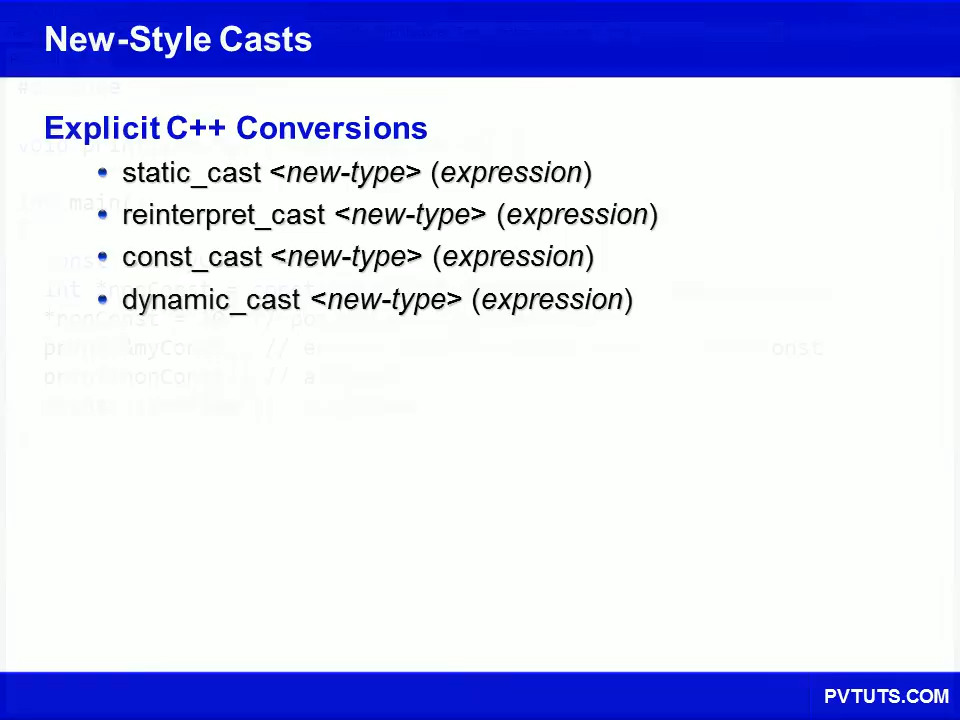 New-Style Casts
Explicit C++ Conversions
• static_cast <new-type> (expression)
• reinterpret_cast <new-type> (expression)
• const_cast <new-type> (expression)
• dynamic_cast <new-type> (expression)
PVTUTS.COM